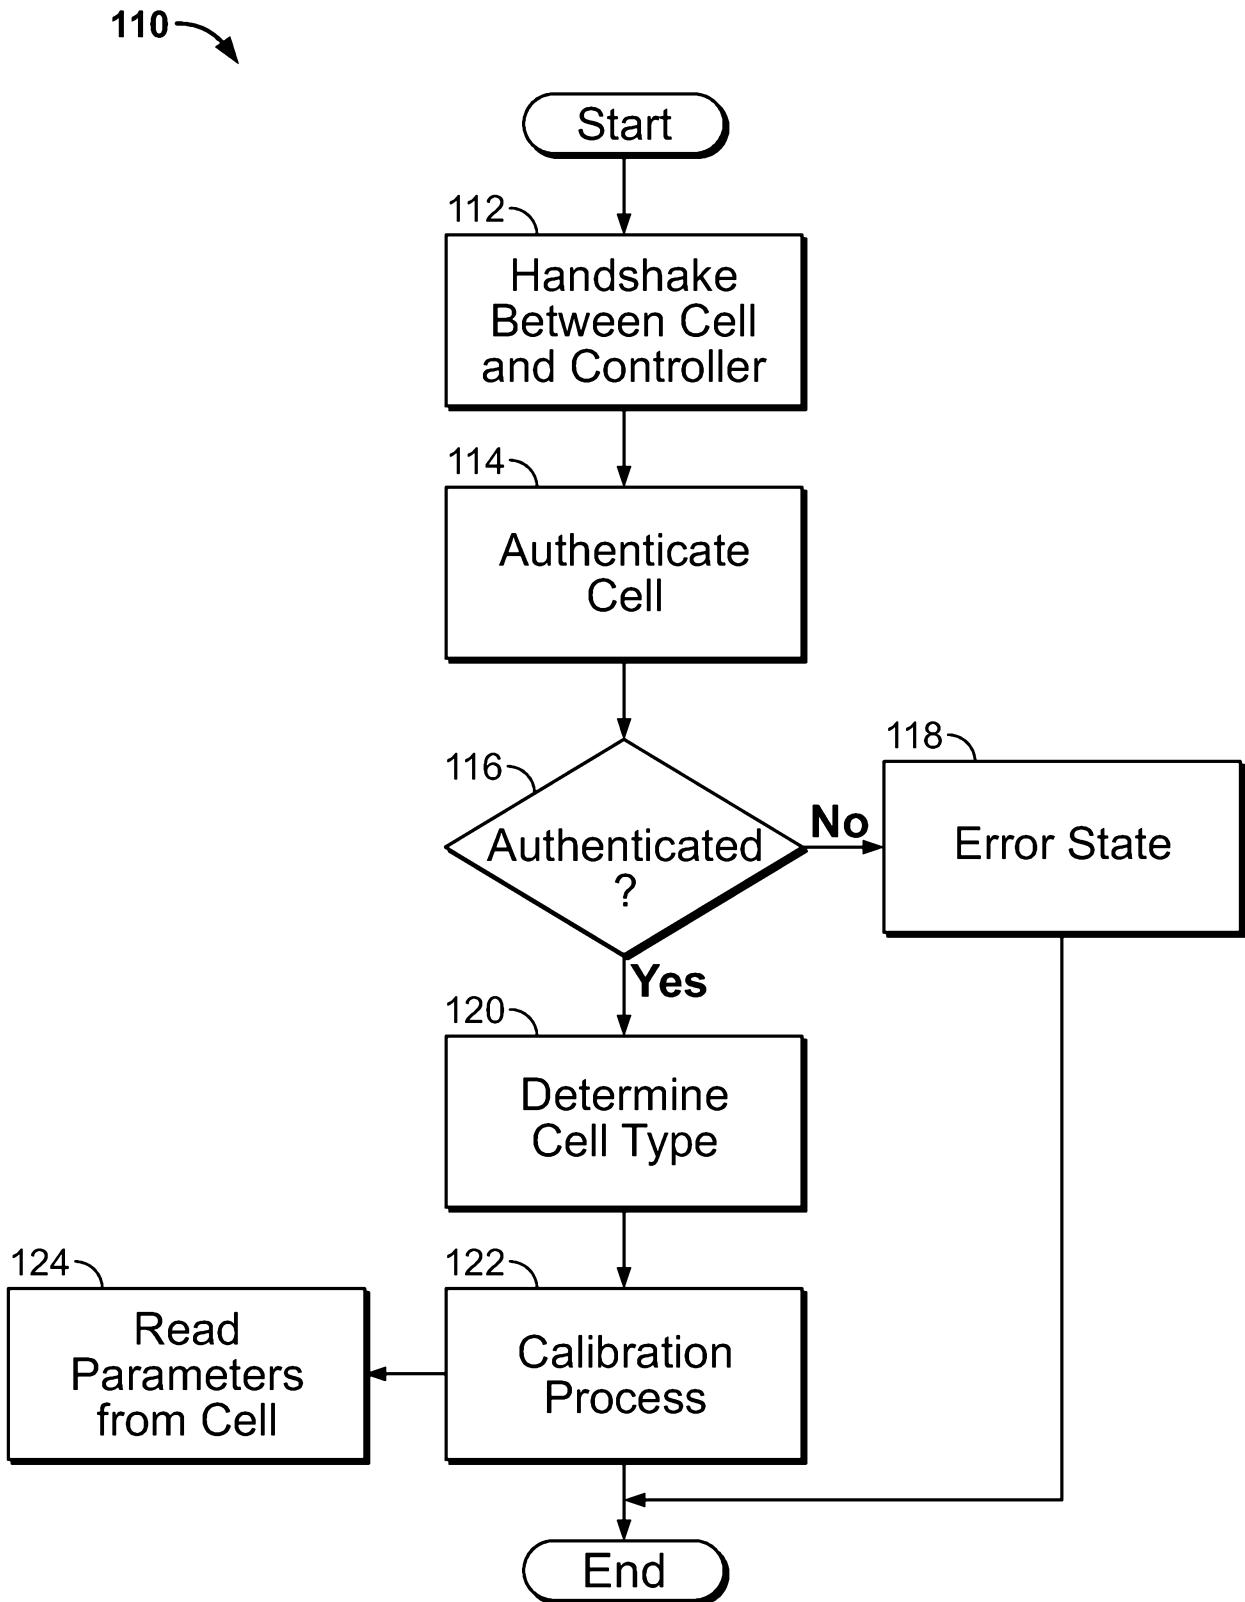 110
Start
112
Handshake
Between Cell
and Controller
114
Authenticate
Cell
116
Authenticated
?
No
118
Error State
Yes
120
Determine
Cell Type
124
Read
Parameters
from Cell
122
Calibration
Process
End